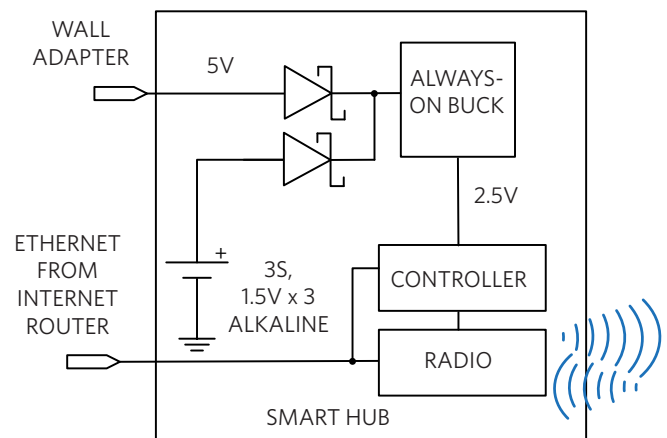 WALL
ADAPTER
5V
ALWAYS-
ON BUCK
2.5V
+
3S,
1.5V x 3
ALKALINE
ETHERNET
FROM
INTERNET
ROUTER
CONTROLLER
RADIO
SMART HUB